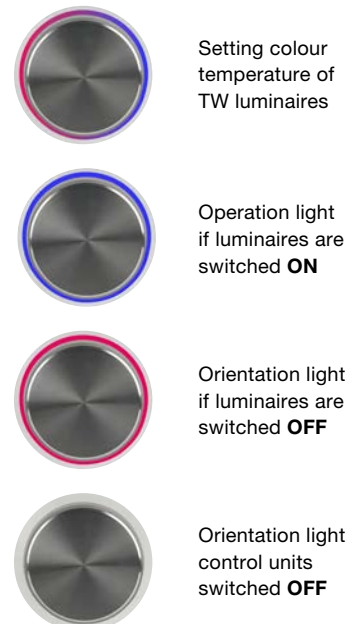 Setting colour
temperature of
TW luminaires
Operation light
if luminaires are
switched ON
Orientation light
if luminaires are
switched OFF
Orientation light
control units
switched OFF